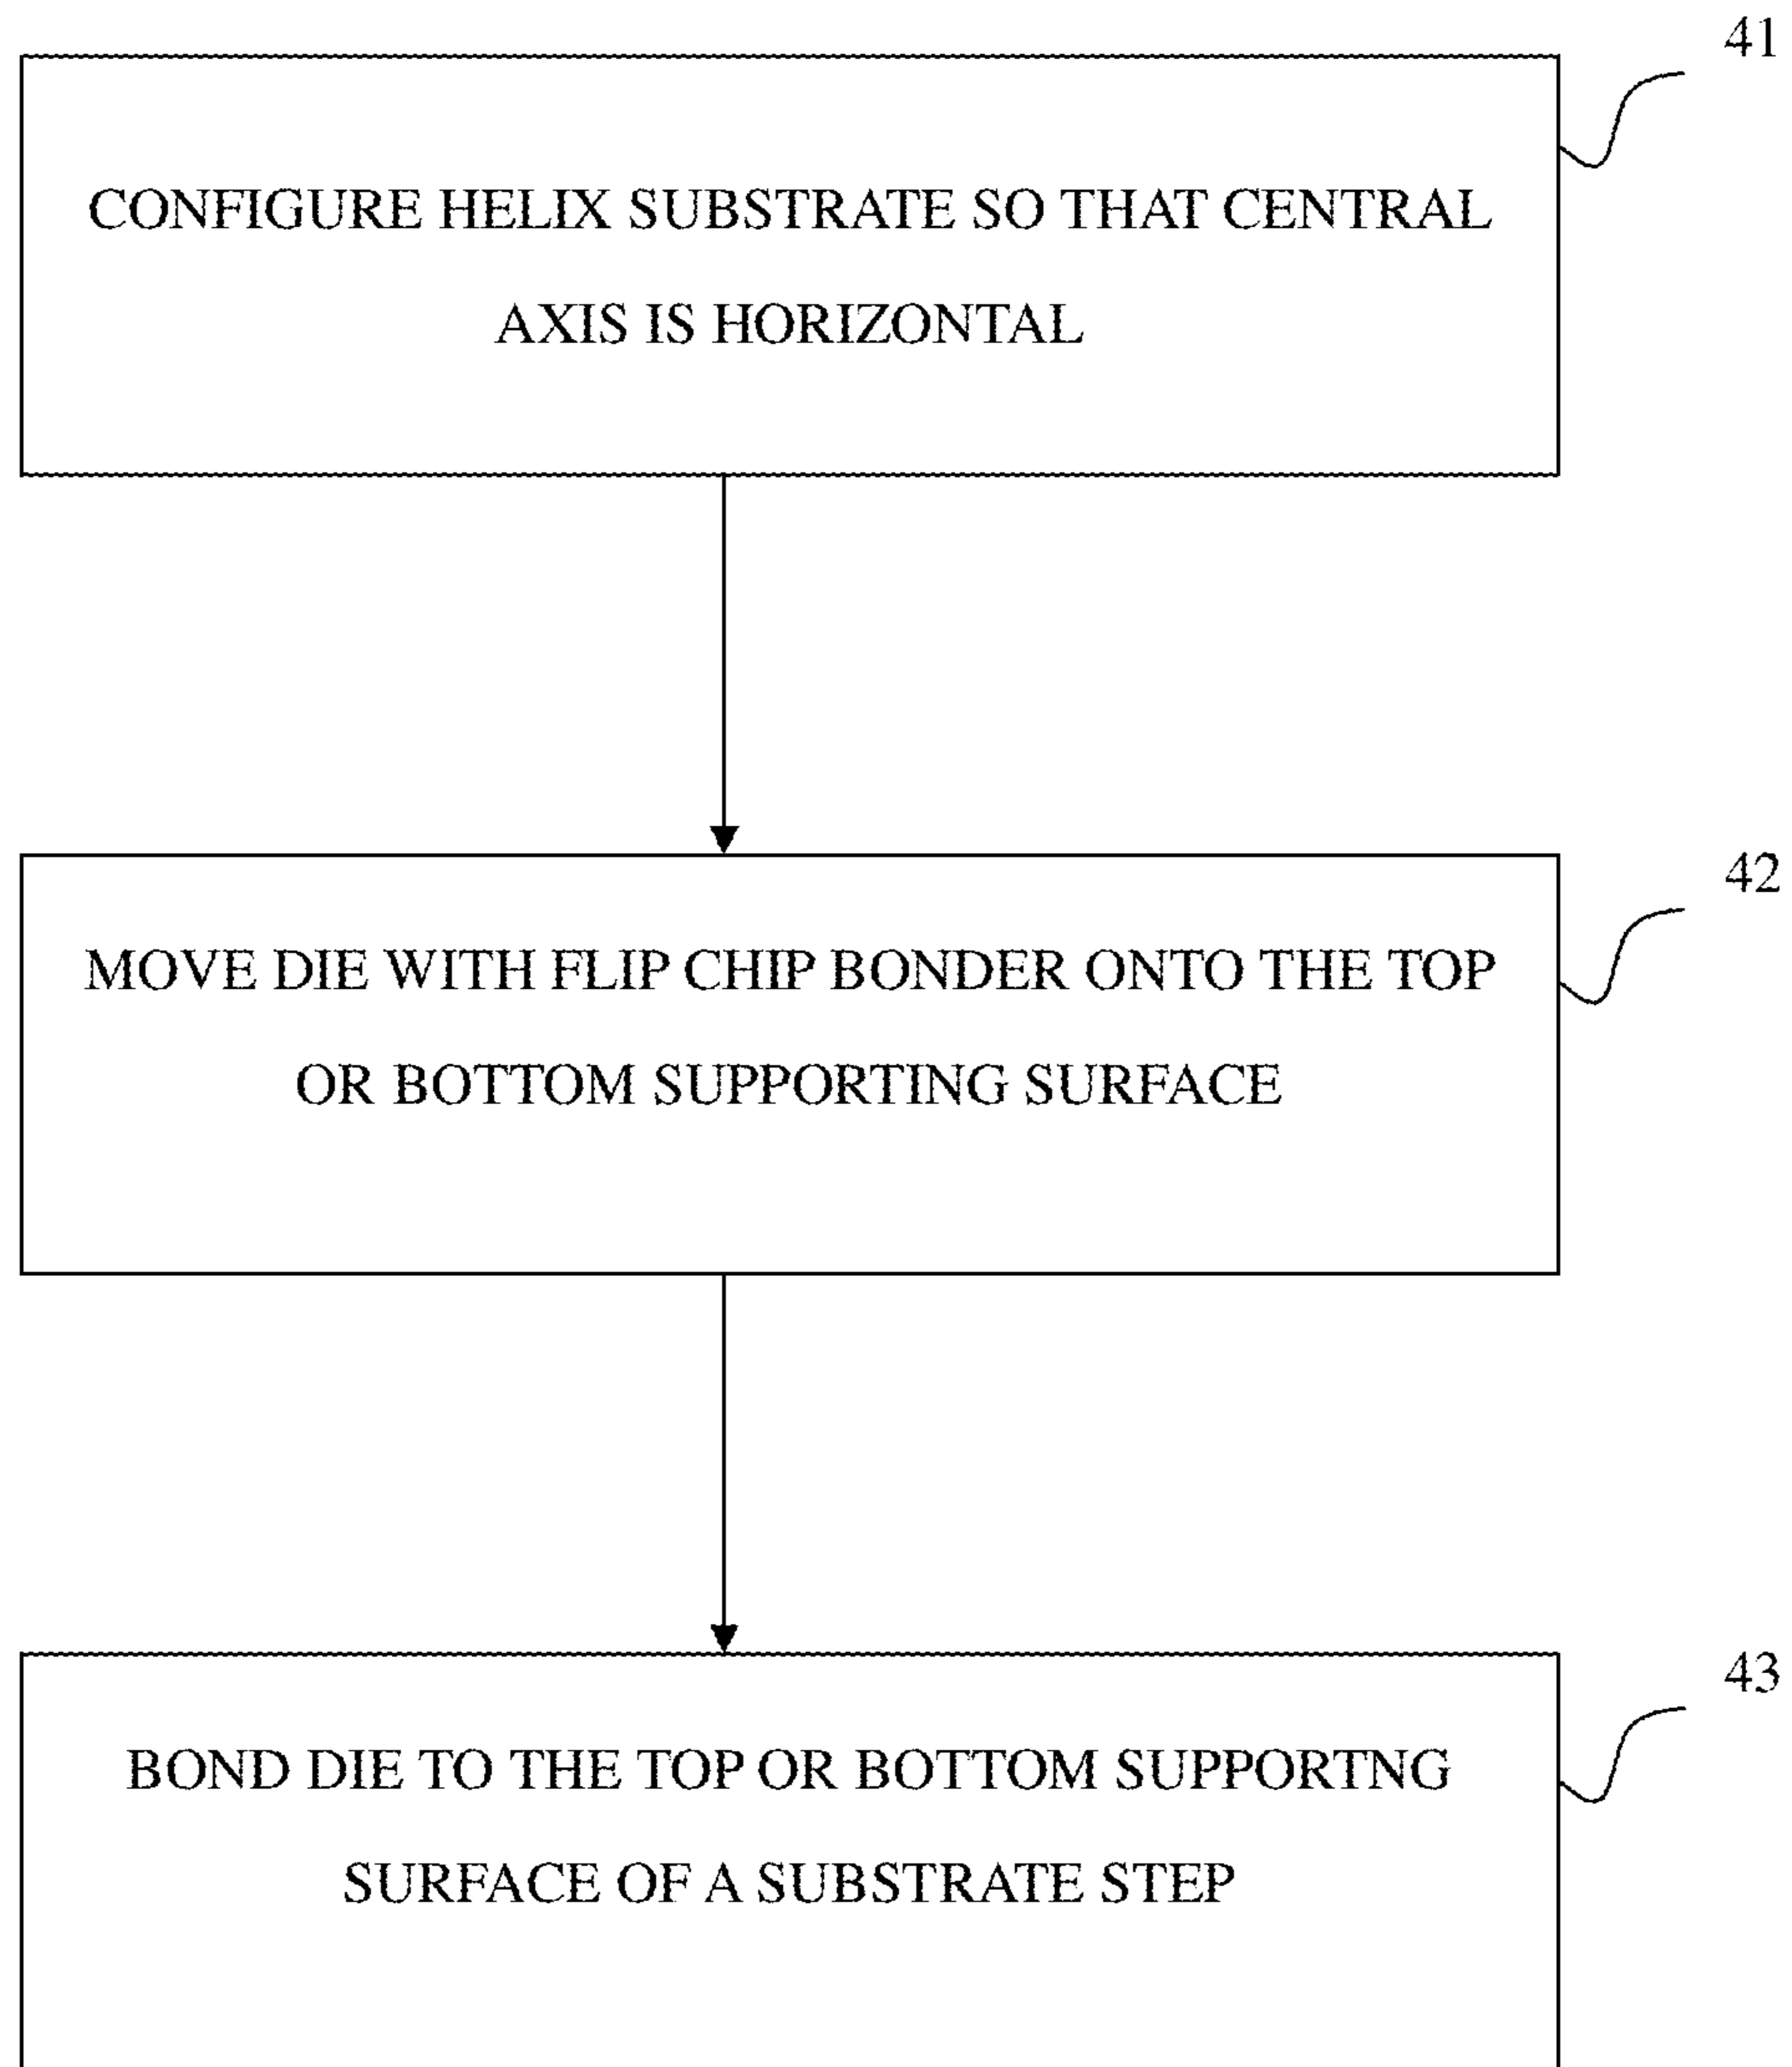 41
CONFIGURE HELIX SUBSTRATE SO THAT CENTRAL
AXIS IS HORIZONTAL
42
MOVE DIE WITH FLIP CHIP BONDER ONTO THE TOP
OR BOTTOM SUPPORTING SURFACE
43
BOND DIE TO THE TOP OR BOTTOM SUPPORTNG
SURFACE OF A SUBSTRATE STEP